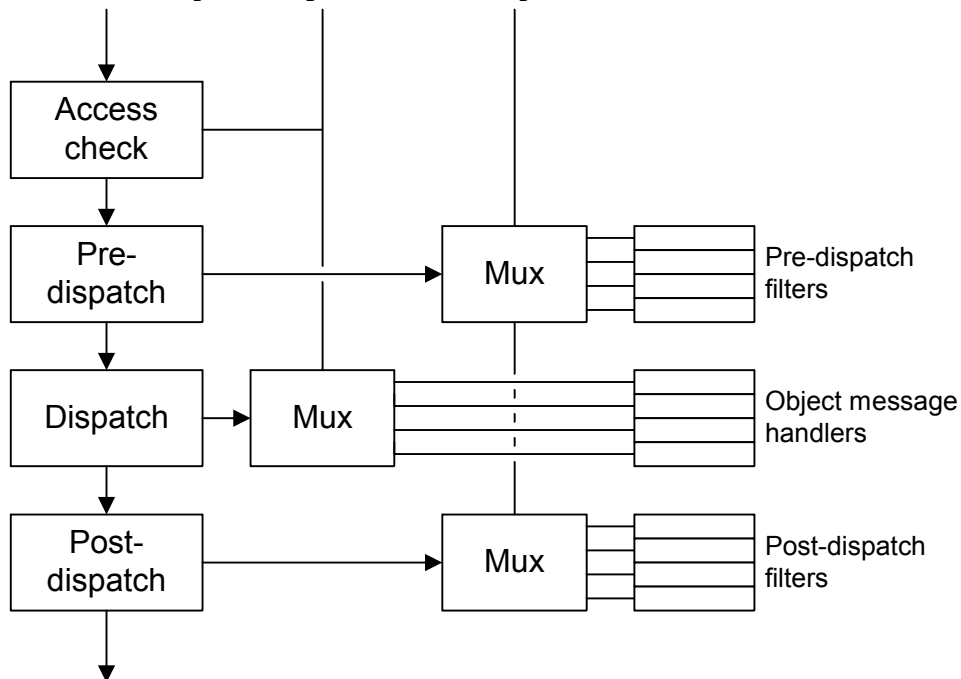 Access
check
Pre-
dispatch
Mux
Pre-dispatch
filters
Dispatch
Mux
Object message
handlers
Post-
dispatch
Mux
Post-dispatch
filters